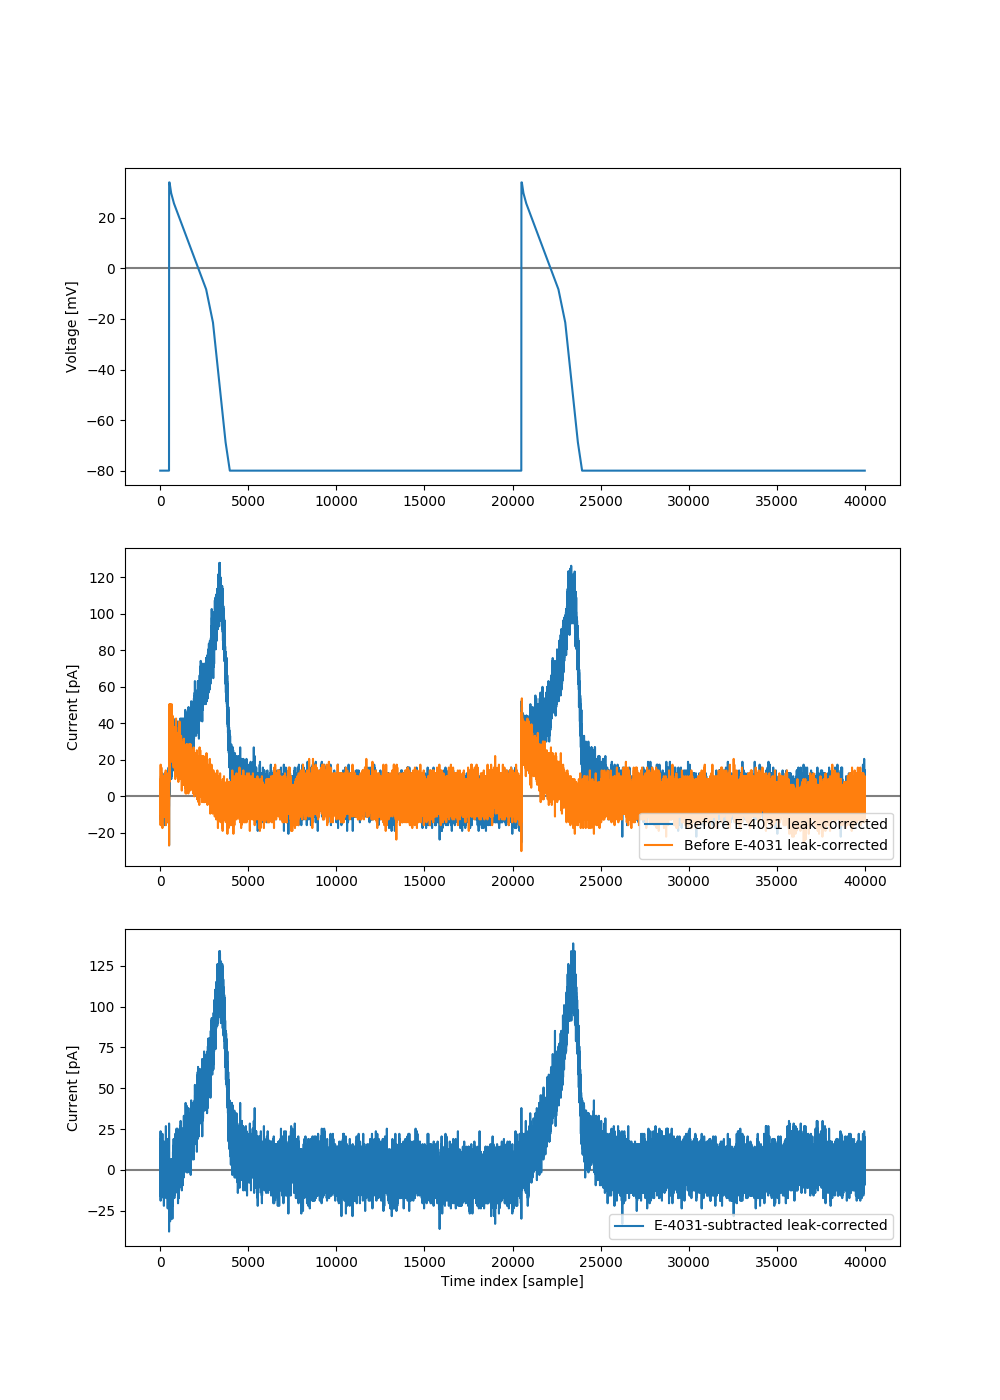 Voltage [mV]
20
0
−20
−40
−60
−80
0 5000 10000 15000 20000 25000 30000 35000 40000
Current [pA]
120
100
80
60
40
20
0
−20
Before E-4031 leak-corrected
Before E-4031 leak-corrected
0 5000 10000 15000 20000 25000 30000 35000 40000
Current [pA]
125
100
75
50
25
0
−25
E-4031-subtracted leak-corrected
0 5000 10000 15000 20000 25000 30000 35000 40000
Time index [sample]